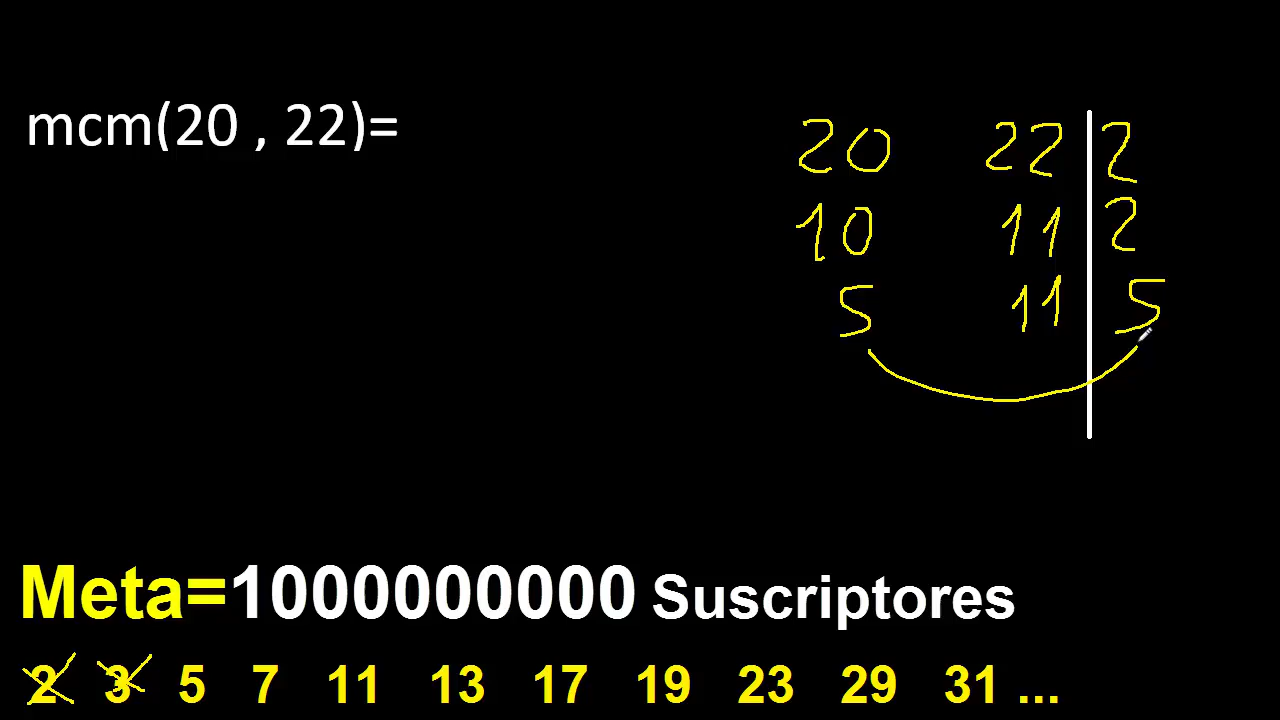 mcm(20 , 22)=
20 22 2
10 11 2
5 11 5
Meta=1000000000 Suscriptores
2 3 5 7 11 13 17 19 23 29 31 ...